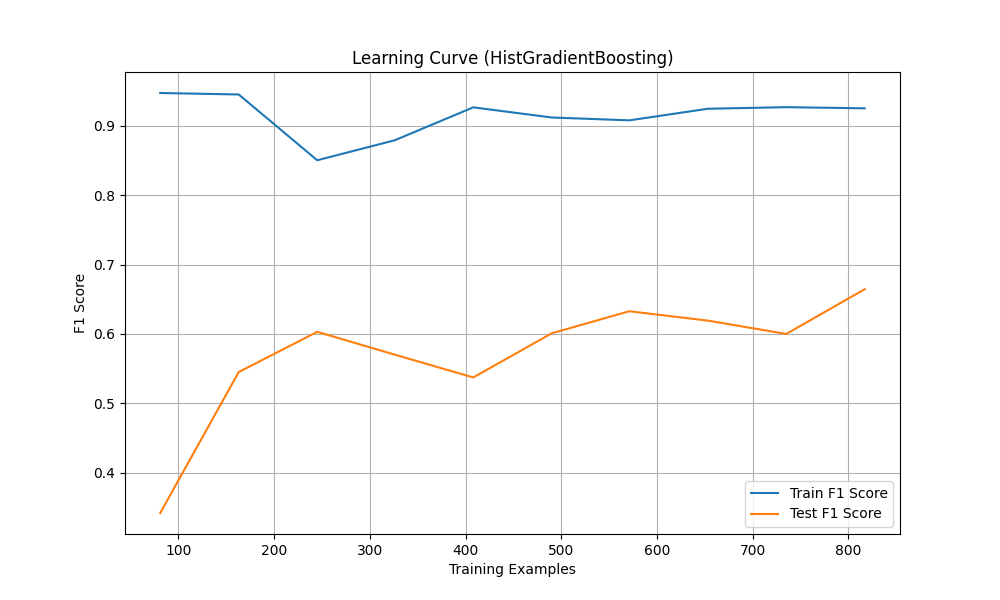 Learning Curve (HistGradientBoosting)
F1 Score
0.9
0.8
0.7
0.6
0.5
0.4
100 200 300 400 500 600 700 800
Training Examples
Train F1 Score
Test F1 Score